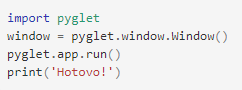 import pyglet
window = pyglet.window.Window()
pyglet.app.run()
print('Hotovo!')